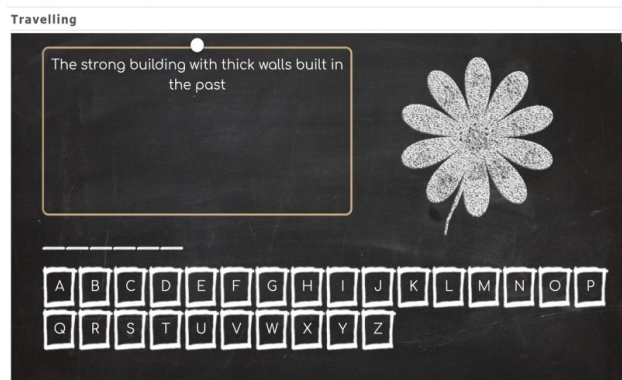 Travelling
The strong building with thick walls built in
the past
A B C D E F G H I J K L M N O P
Q R S T U V W X Y Z